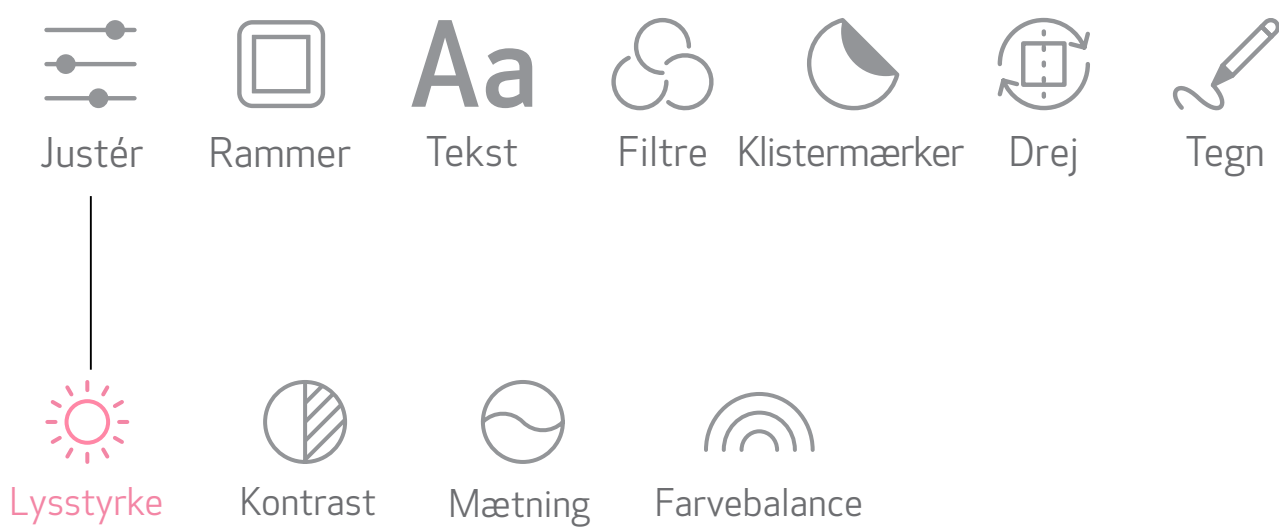 Aa
Justér Rammer Tekst Filtre Klistermærker Drej Tegn
Lysstyrke Kontrast Mætning Farvebalance